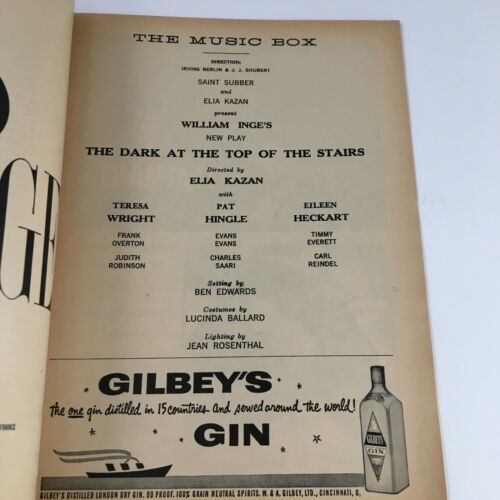 THE MUSIC BOX
DIRECTION:
IRVING BERLIN & J. J. SHUBERT
SAINT SUBBER
and
ELIA KAZAN
present
WILLIAM INGE'S
NEW PLAY
THE DARK AT THE TOP OF THE STAIRS
Directed by
ELIA KAZAN
with
TERESA WRIGHT
PAT HINGLE
EILEEN HECKART
FRANK OVERTON
EVANS EVANS
TIMMY EVERETT
JUDITH ROBINSON
CHARLES SAARI
CARL REINDEL
Setting by
BEN EDWARDS
Costumes by
LUCINDA BALLARD
Lighting by
JEAN ROSENTHAL
GILBEY'S
the one gin distilled in 15 countries and served around the world!
GIN
GILBEY'S
GIN
GILBEY'S DISTILLED LONDON DRY GIN. 90 PROOF. 100% GRAIN NEUTRAL SPIRITS. W. & A. GILBEY, LTD., CINCINNATI, O.
GE
FRANCE